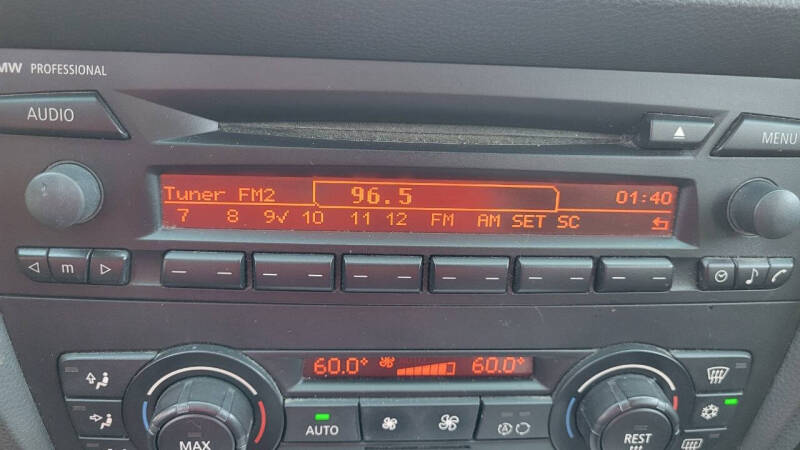 BMW PROFESSIONAL
AUDIO
MENU
Tuner FM2 96.5 01:40
7 8 9✓ 10 11 12 FM AM SET SC
m
60.0° 60.0°
MAX
AUTO
A
REST